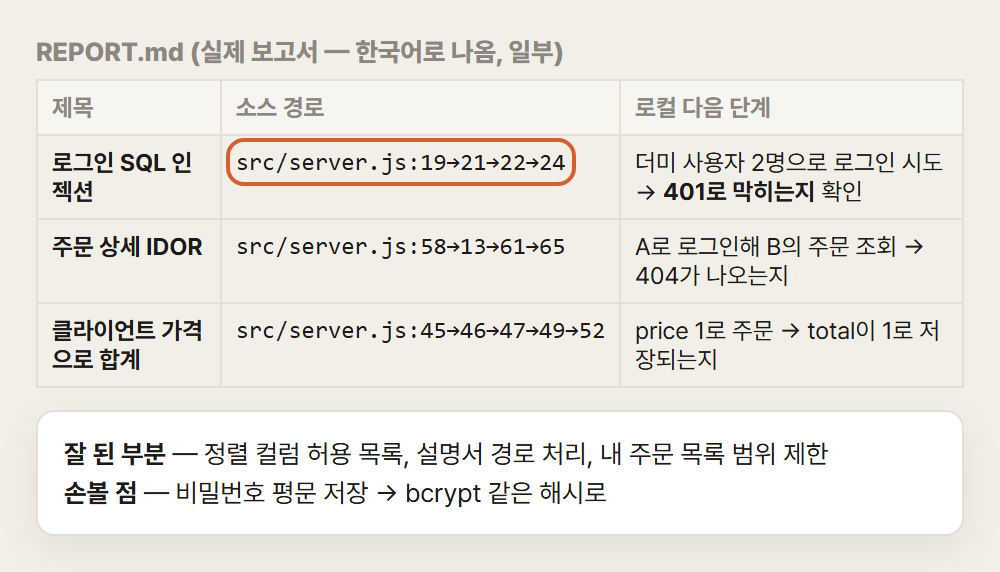 REPORT.md (실제 보고서 — 한국어로 나옴, 일부)
제목 소스 경로 로컬 다음 단계
로그인 SQL 인
젝션
src/server.js:19→21→22→24
더미 사용자 2명으로 로그인 시도
→ 401로 막히는지 확인
주문 상세 IDOR
src/server.js:58→13→61→65
A로 로그인해 B의 주문 조회 →
404가 나오는지
클라이언트 가격
으로 합계
src/server.js:45→46→47→49→52
price 1로 주문 → total이 1로 저
장되는지
잘 된 부분 — 정렬 컬럼 허용 목록, 설명서 경로 처리, 내 주문 목록 범위 제한
손볼 점 — 비밀번호 평문 저장 → bcrypt 같은 해시로